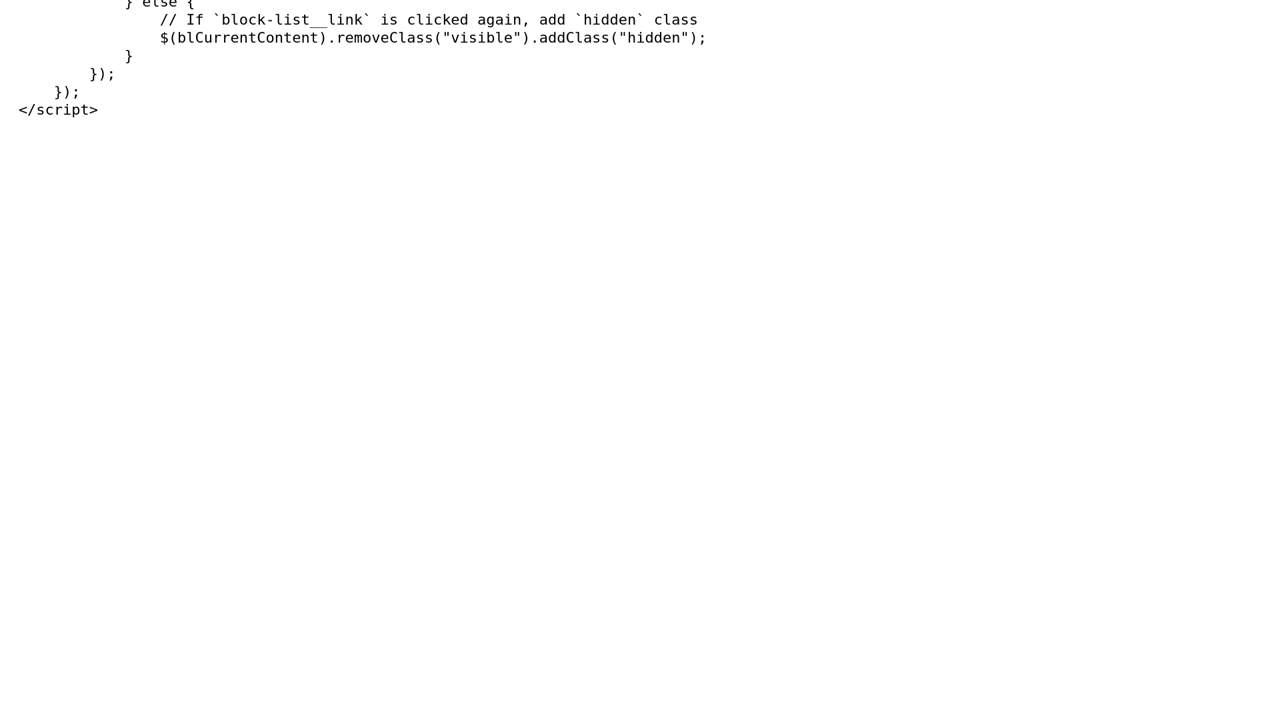 } else {
// If `block-list__link` is clicked again, add `hidden` class
$(blCurrentContent).removeClass("visible").addClass("hidden");
}
});
});
</script>